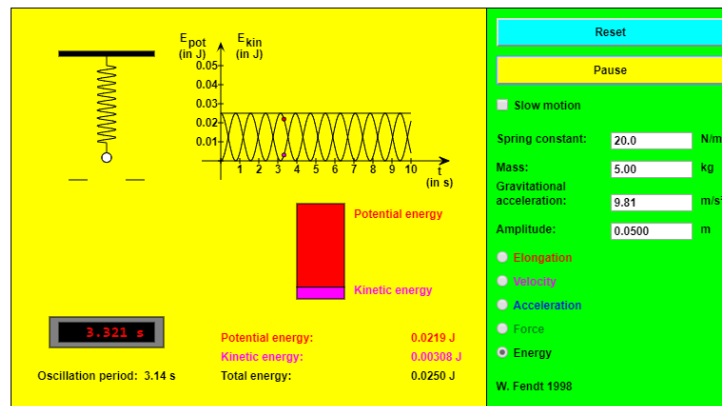 E pot
(in J)
E kin
(in J)
0.05
0.04
0.03
0.02
0.01
1 2 3 4 5 6 7 8 9 10
t
(in s)
Potential energy
Kinetic energy
3.321 s
Oscillation period: 3.14 s
Potential energy: 0.0219 J
Kinetic energy: 0.00308 J
Total energy: 0.0250 J
Reset
Pause
Slow motion
Spring constant: 20.0 N/m
Mass: 5.00 kg
Gravitational
acceleration: 9.81 m/s²
Amplitude: 0.0500 m
Elongation
Velocity
Acceleration
Force
Energy
W. Fendt 1998